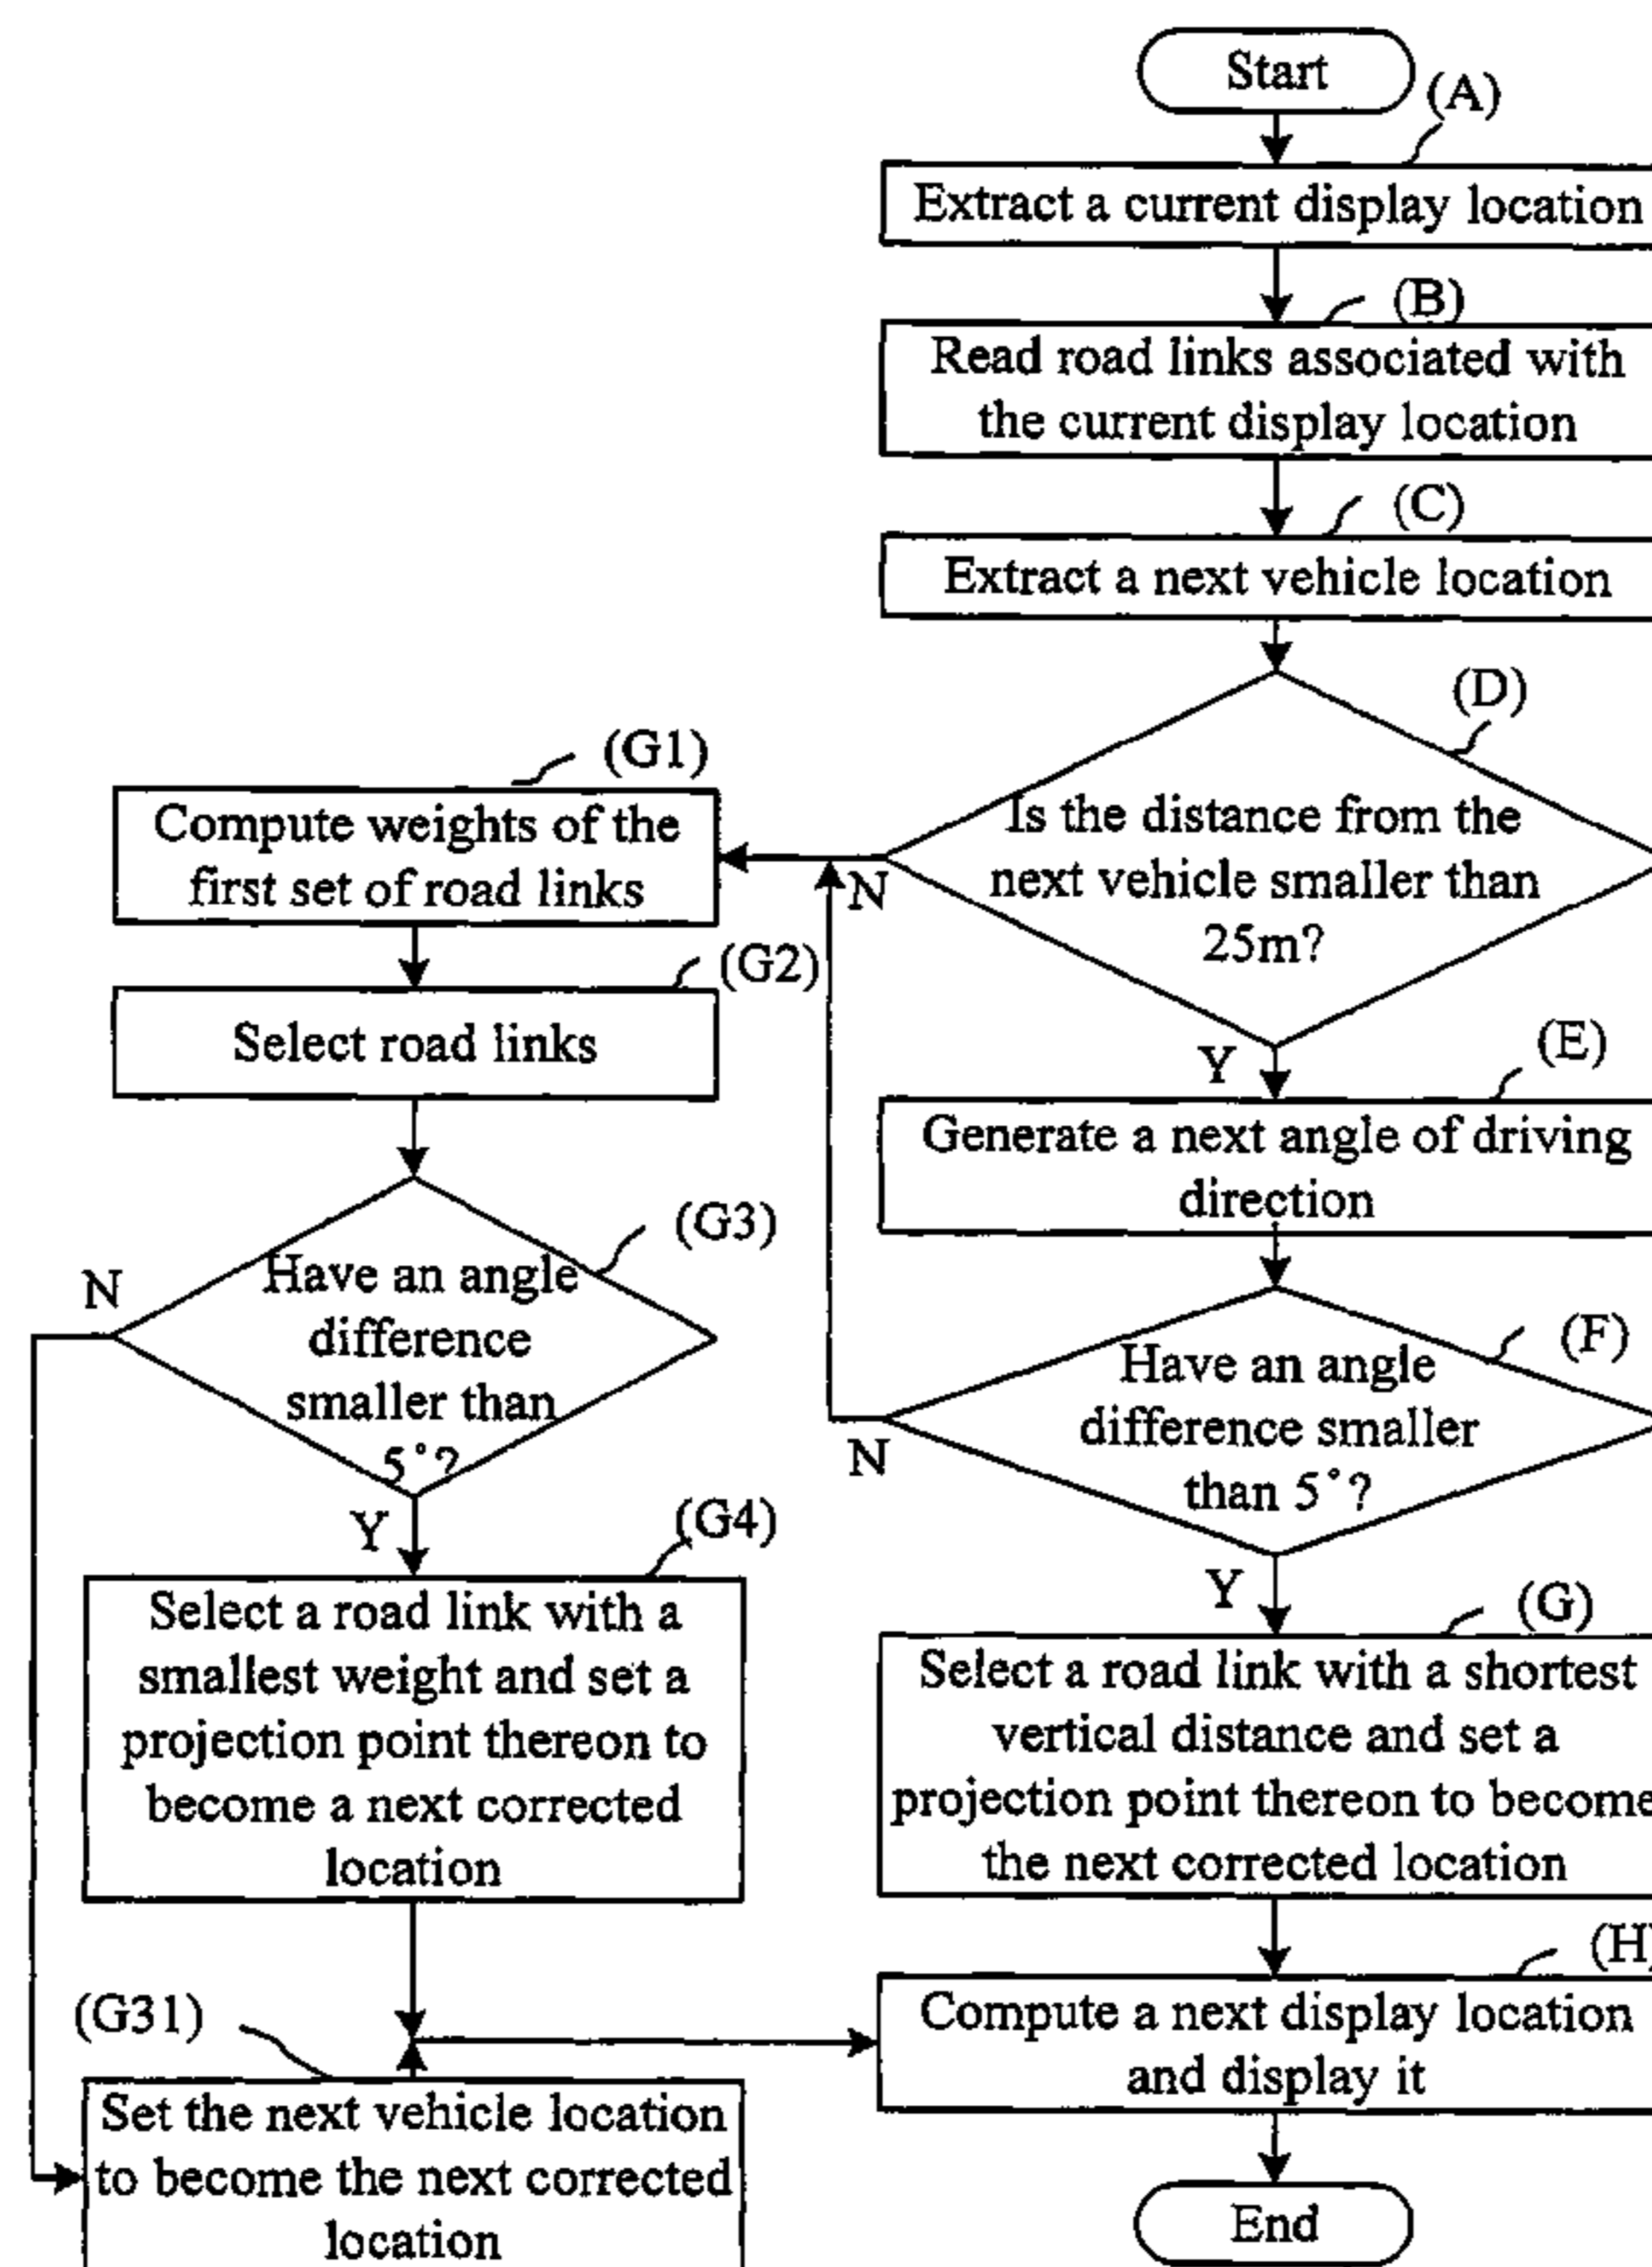 Start
(A)
Extract a current display location
(B)
Read road links associated with
the current display location
(C)
Extract a next vehicle location
(D)
Is the distance from the
next vehicle smaller than
25m?
N
Y
(E)
Generate a next angle of driving
direction
(F)
Have an angle
difference smaller
than 5°?
N
Y
(G)
Select a road link with a shortest
vertical distance and set a
projection point thereon to become
the next corrected location
(H)
Compute a next display location
and display it
End
(G1)
Compute weights of the
first set of road links
(G2)
Select road links
(G3)
Have an angle
difference
smaller than
5°?
N
Y
(G4)
Select a road link with a
smallest weight and set a
projection point thereon to
become a next corrected
location
(G31)
Set the next vehicle location
to become the next corrected
location